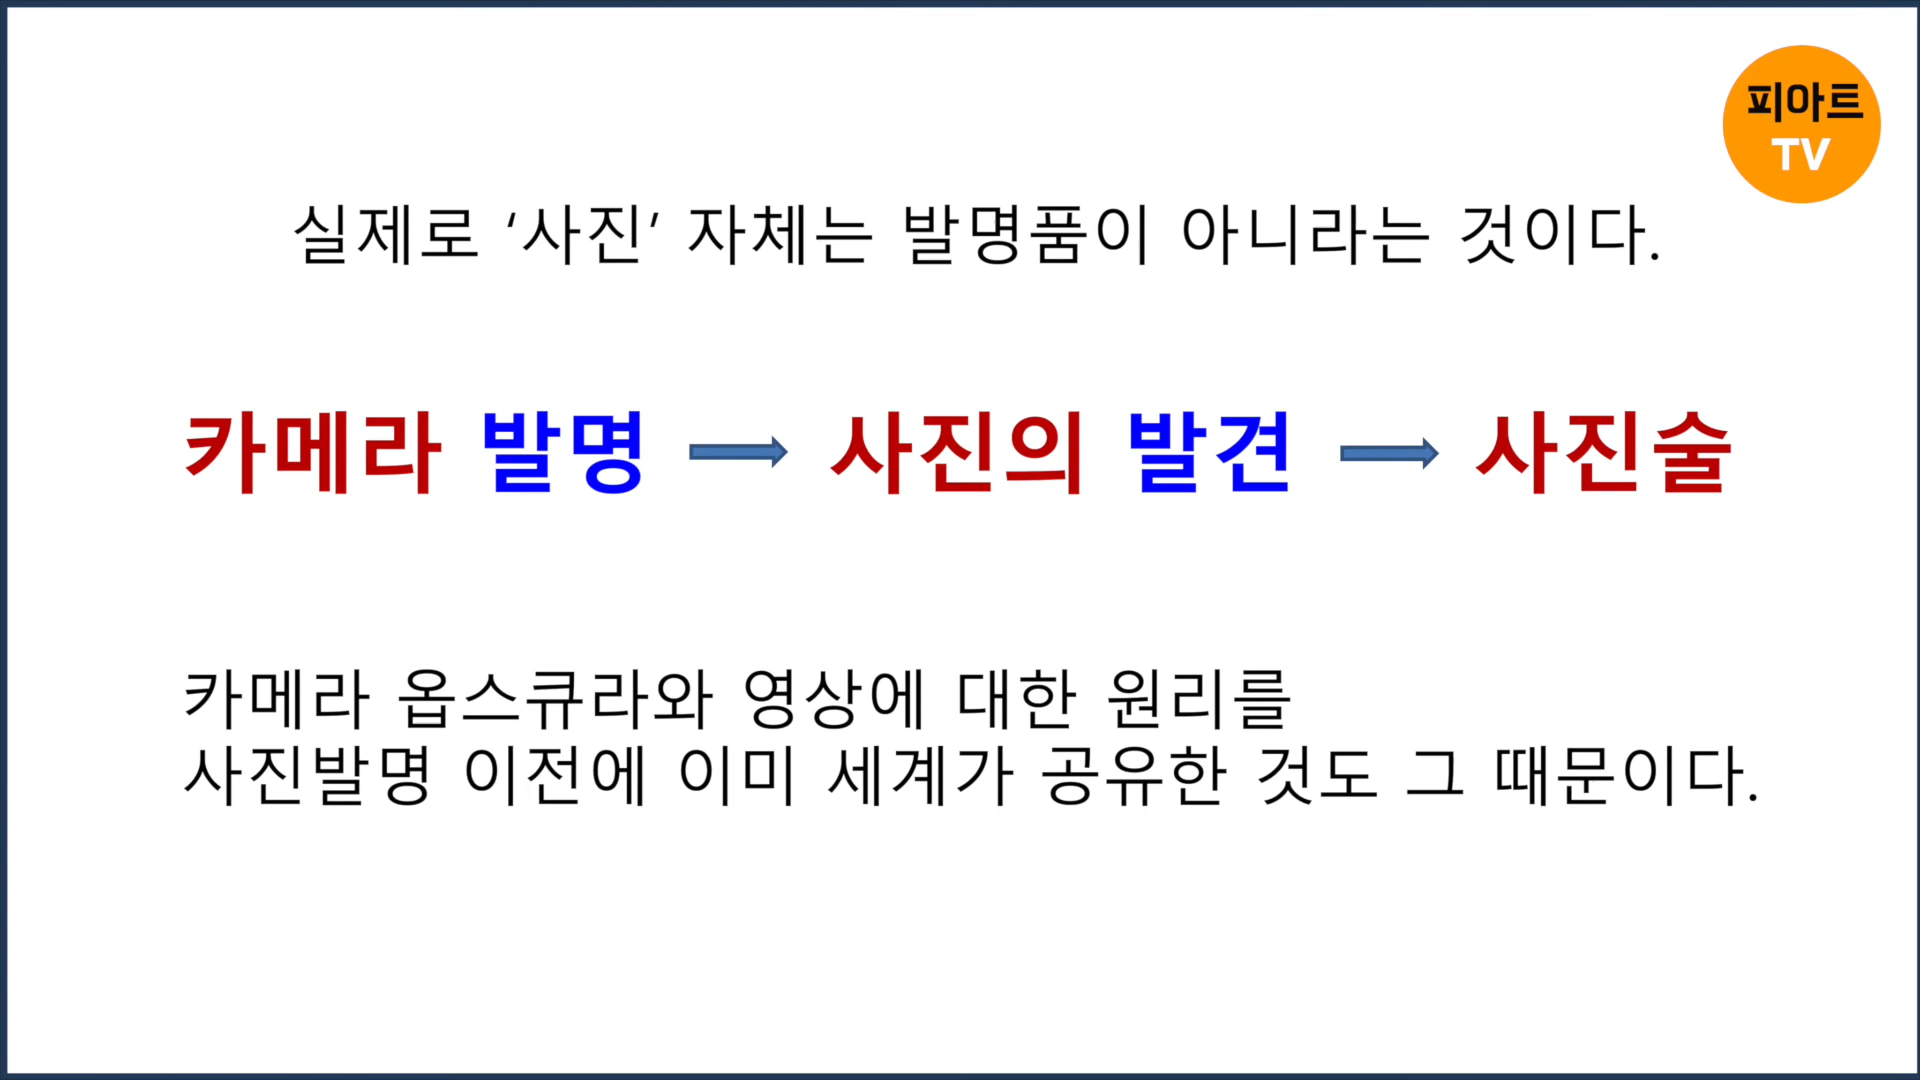 피아트
TV
실제로 ‘사진’ 자체는 발명품이 아니라는 것이다.
카메라 발명 → 사진의 발견 → 사진술
카메라 옵스큐라와 영상에 대한 원리를
사진발명 이전에 이미 세계가 공유한 것도 그 때문이다.